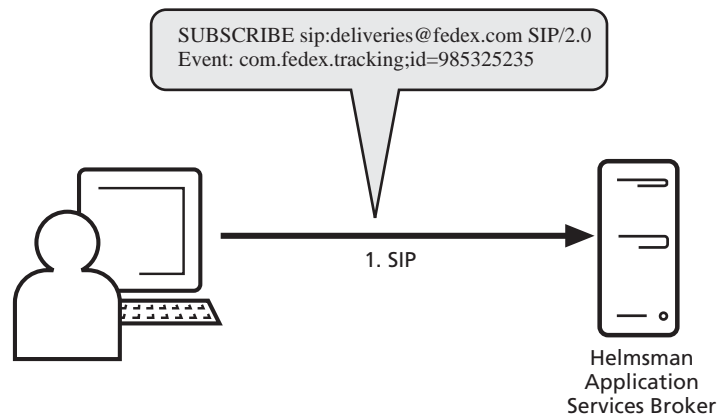 SUBSCRIBE sip:deliveries@fedex.com SIP/2.0
Event: com.fedex.tracking;id=985325235
1. SIP
Helmsman
Application
Services Broker